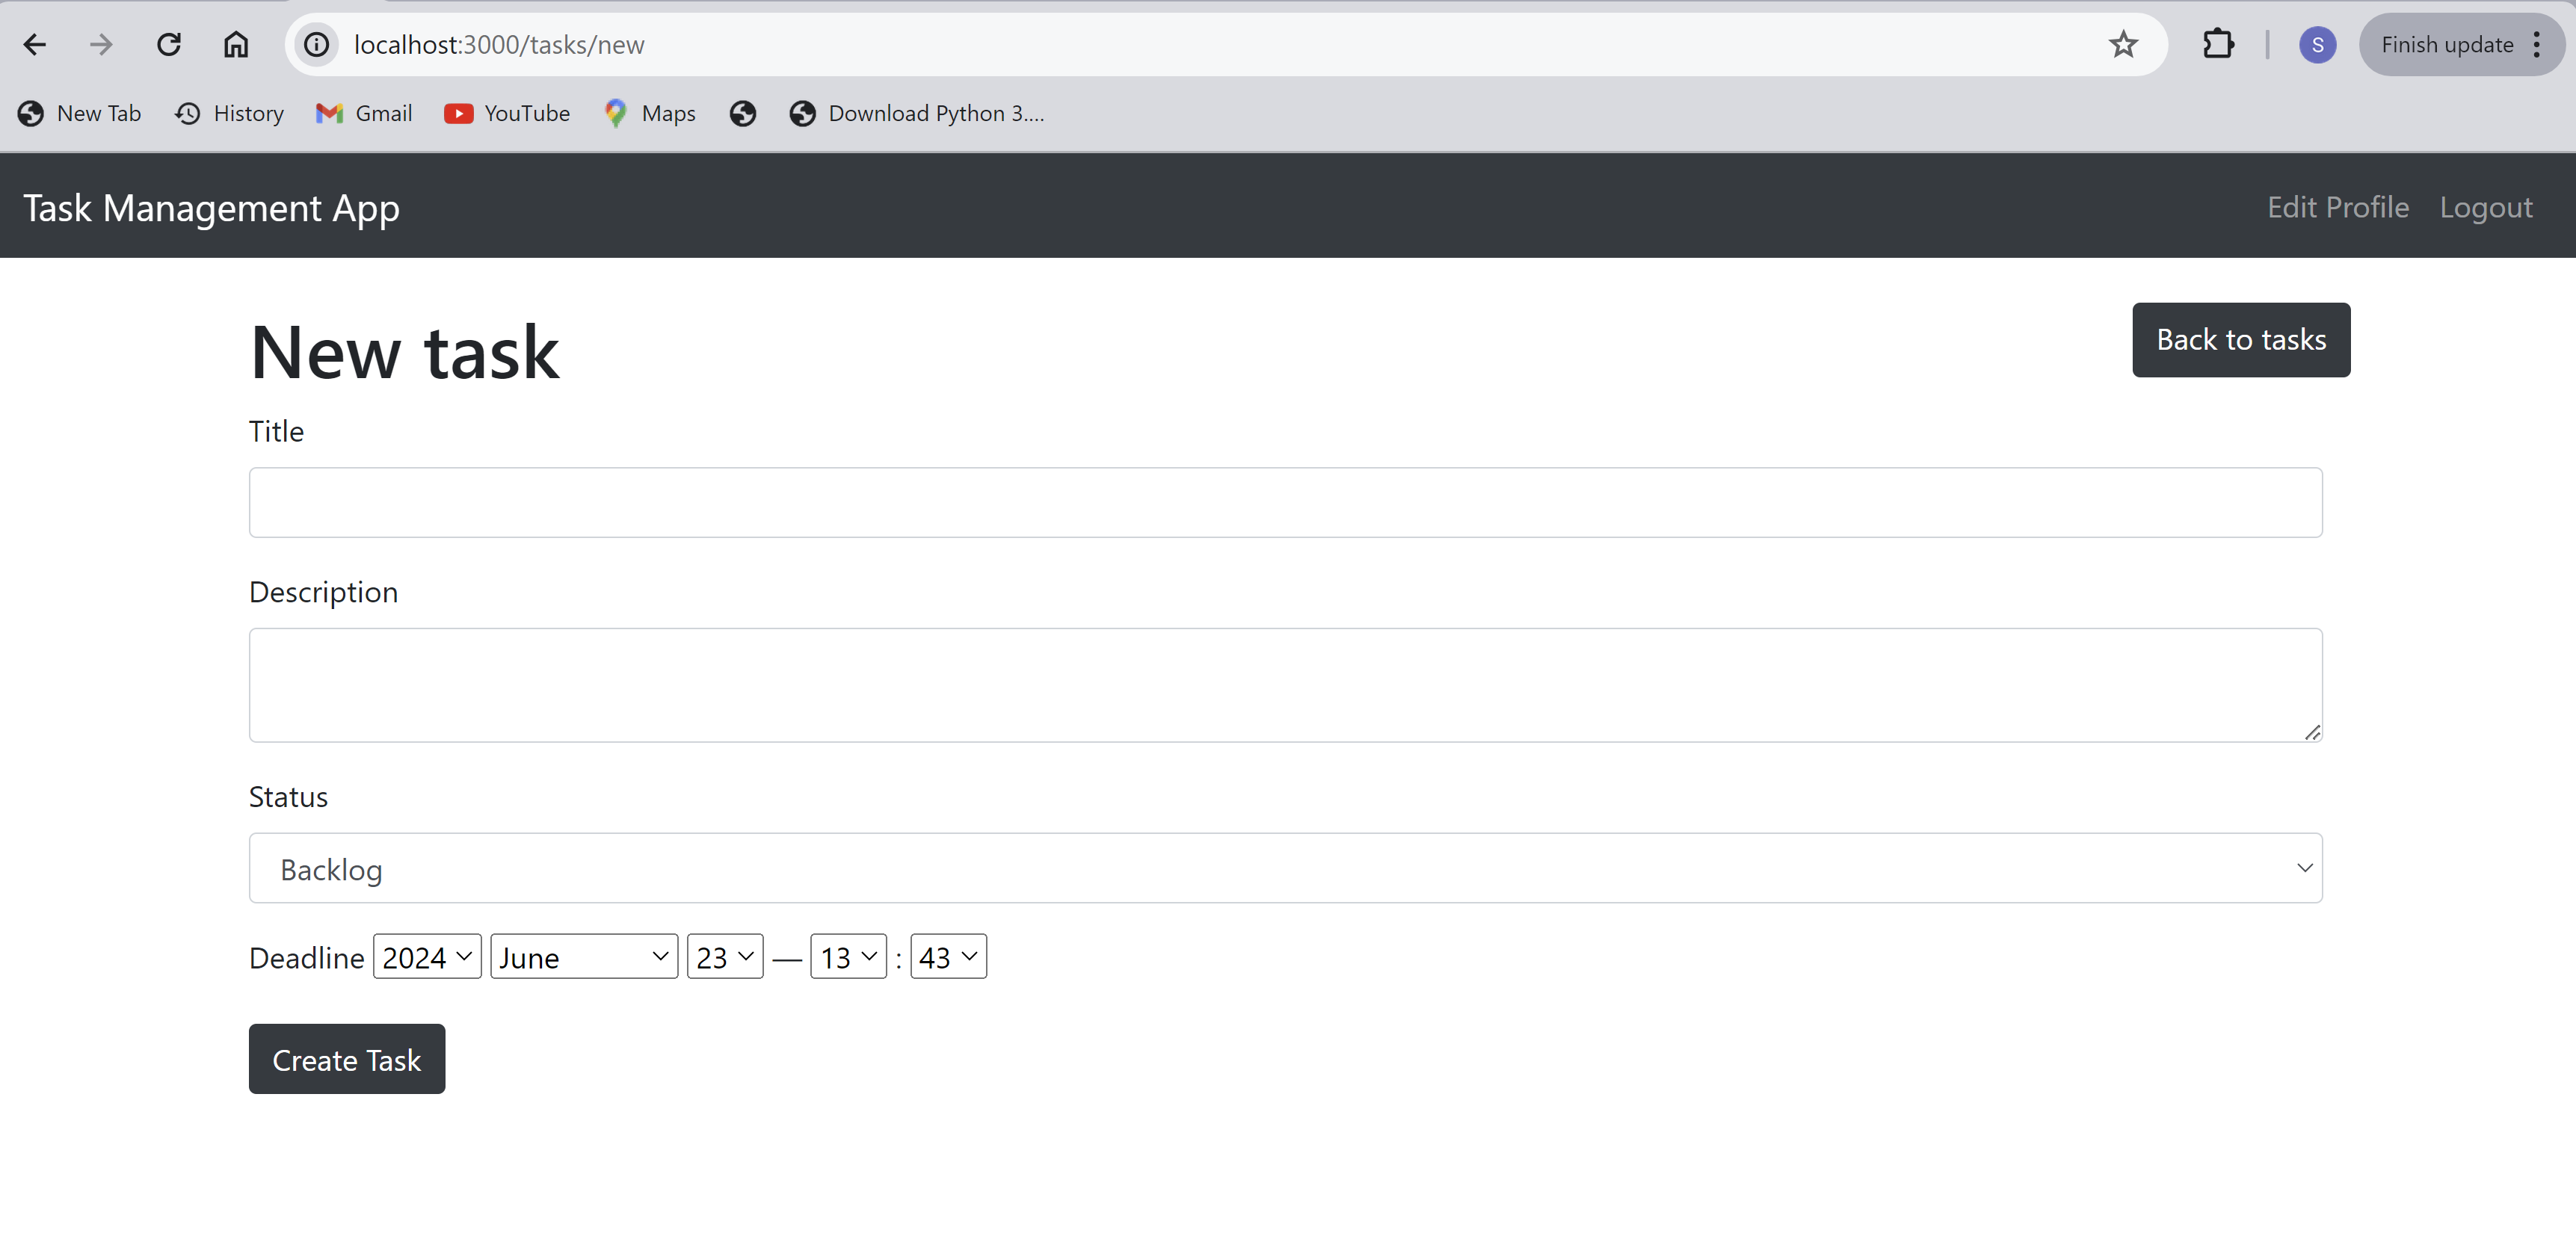 localhost:3000/tasks/new
S
Finish update
New Tab
History
Gmail
YouTube
Maps
Download Python 3....
Task Management App
Edit Profile
Logout
New task
Back to tasks
Title
Description
Status
Backlog
Deadline 2024 June 23 — 13 : 43
Create Task